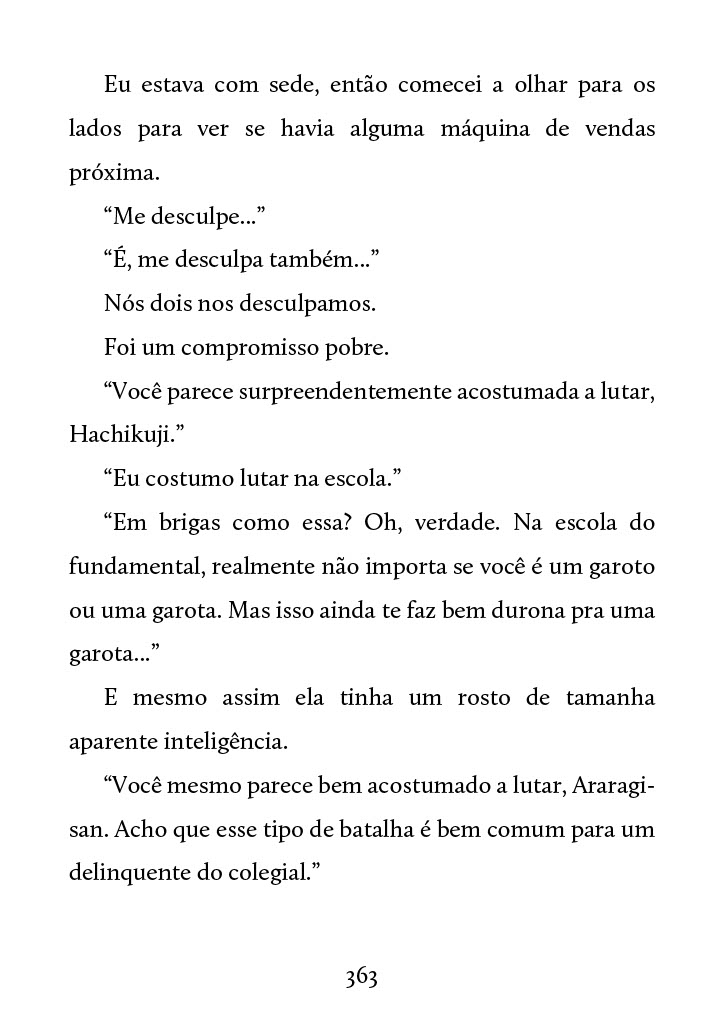 Eu estava com sede, então comecei a olhar para os
lados para ver se havia alguma máquina de vendas
próxima.
“Me desculpe...”
“É, me desculpa também...”
Nós dois nos desculpamos.
Foi um compromisso pobre.
“Você parece surpreendentemente acostumada a lutar,
Hachikuji.”
“Eu costumo lutar na escola.”
“Em brigas como essa? Oh, verdade. Na escola do
fundamental, realmente não importa se você é um garoto
ou uma garota. Mas isso ainda te faz bem durona pra uma
garota...”
E mesmo assim ela tinha um rosto de tamanha
aparente inteligência.
“Você mesmo parece bem acostumado a lutar, Araragi-
san. Acho que esse tipo de batalha é bem comum para um
delinquente do colegial.”
363